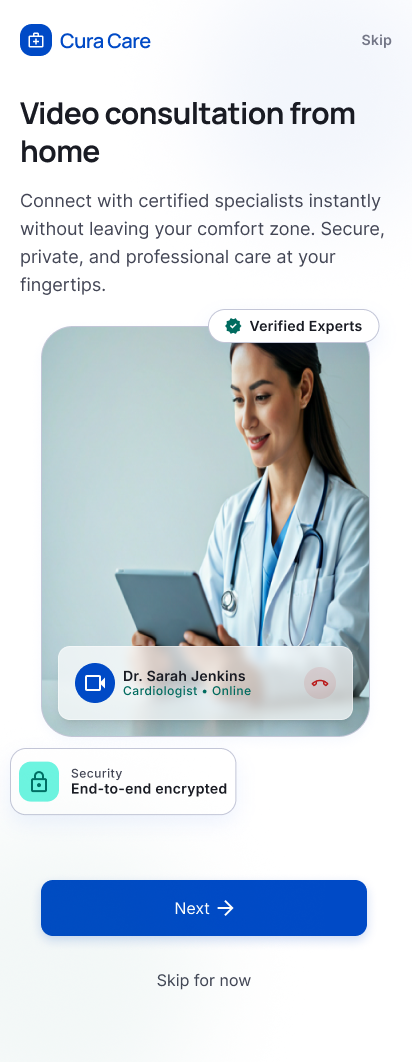 Cura Care
Skip
Video consultation from
home
Connect with certified specialists instantly
without leaving your comfort zone. Secure,
private, and professional care at your
fingertips.
Verified Experts
Dr. Sarah Jenkins
Cardiologist • Online
Security
End-to-end encrypted
Next
Skip for now